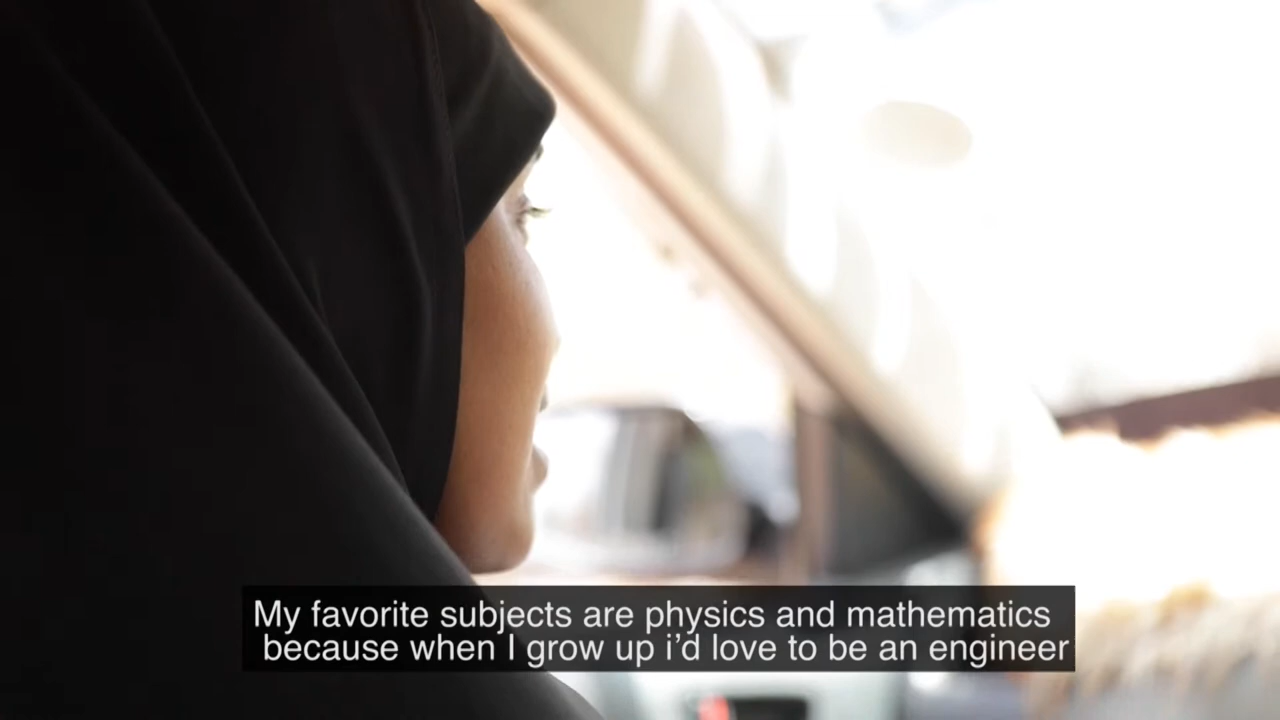 My favorite subjects are physics and mathematics
because when I grow up i’d love to be an engineer